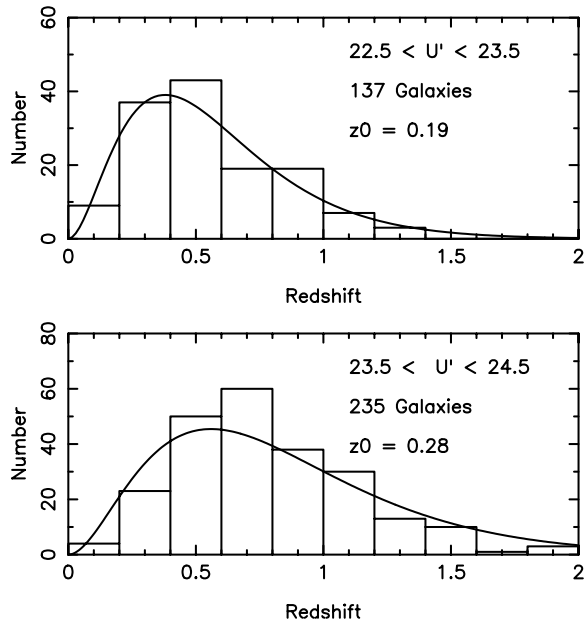 60
22.5 < U' < 23.5
40
137 Galaxies
z0 = 0.19
Number
20
0
0 0.5 1 1.5 2
Redshift
80
23.5 < U' < 24.5
60
235 Galaxies
z0 = 0.28
Number
40
20
0
0 0.5 1 1.5 2
Redshift